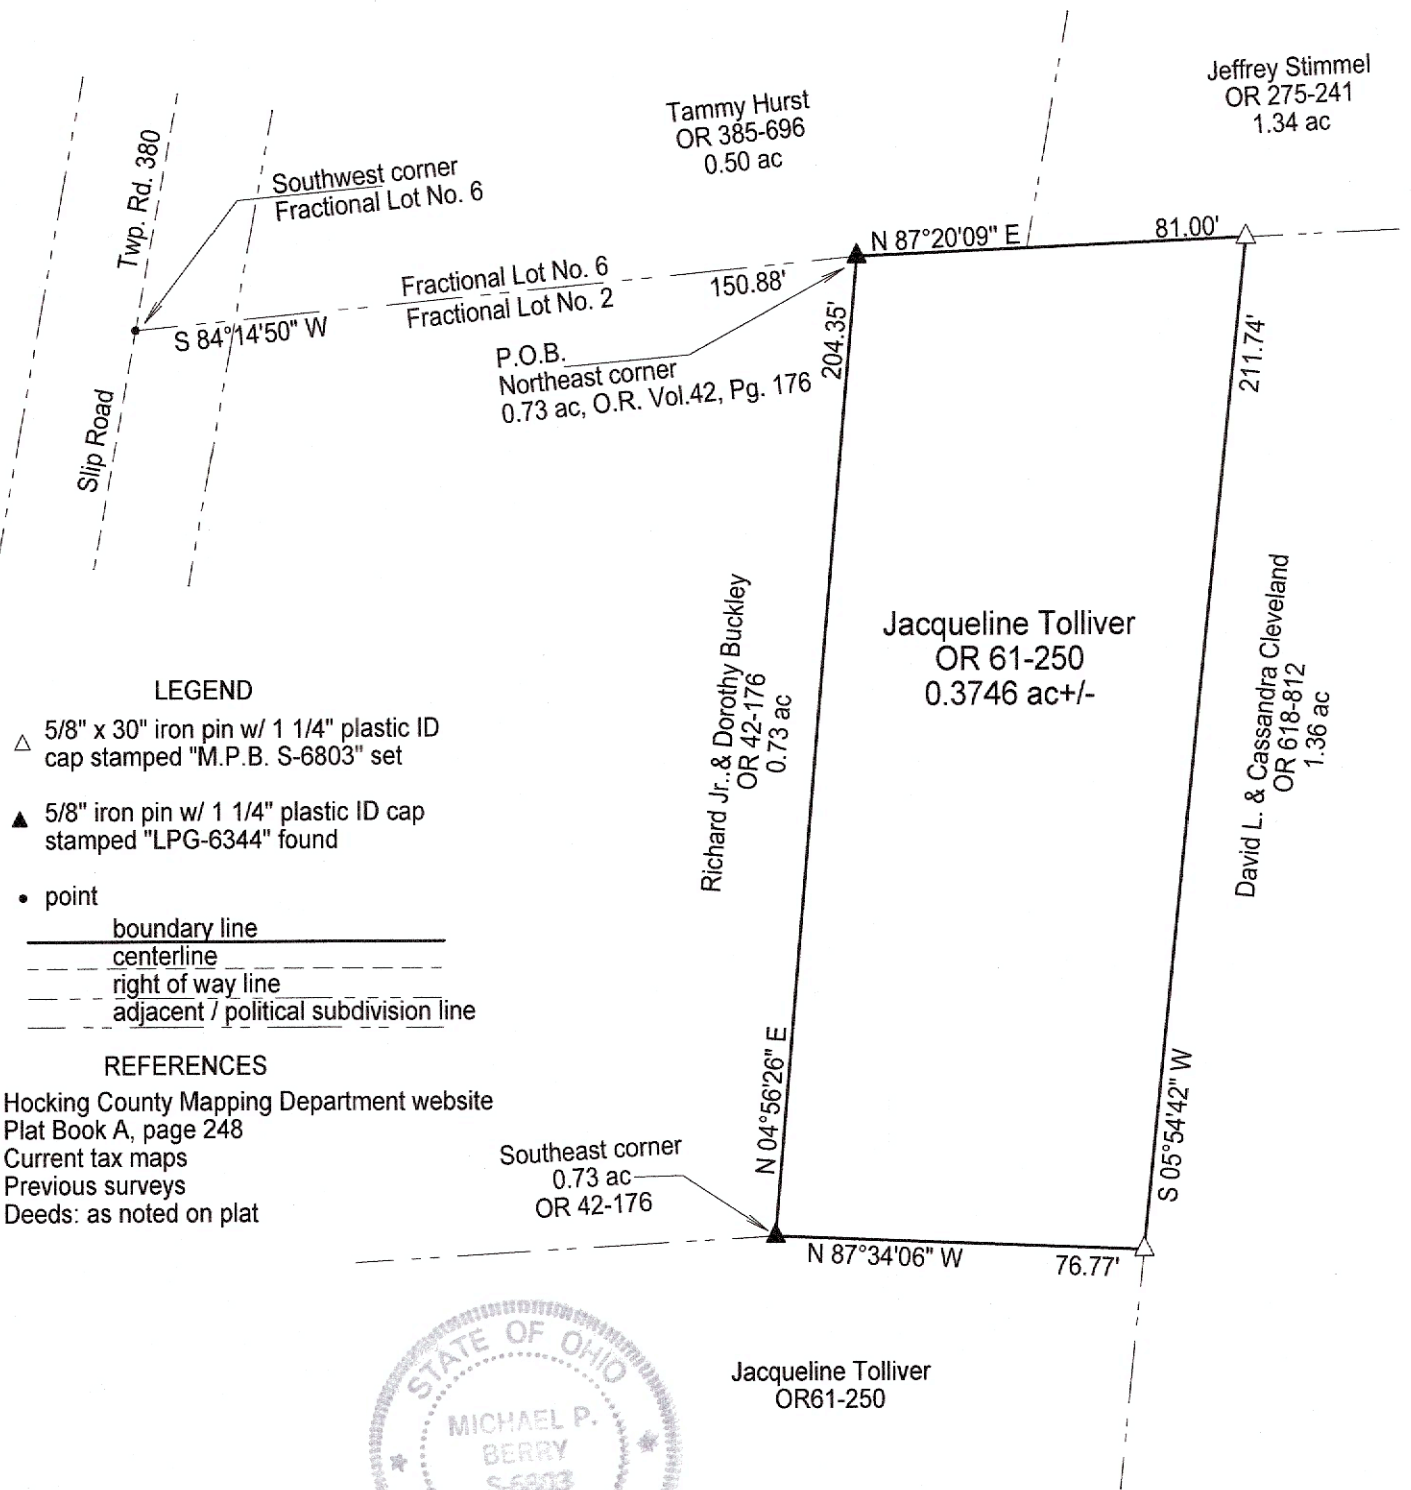 Jeffrey Stimmel
OR 275-241
1.34 ac
Tammy Hurst
OR 385-696
0.50 ac
Twp. Rd. 380
Southwest corner
Fractional Lot No. 6
N 87°20'09" E
81.00'
Fractional Lot No. 6
Fractional Lot No. 2
150.88'
S 84°14'50" W
P.O.B.
Northeast corner
0.73 ac, O.R. Vol.42, Pg. 176
204.35'
211.74'
Slip Road
Richard Jr..& Dorothy Buckley
OR 42-176
0.73 ac
Jacqueline Tolliver
OR 61-250
0.3746 ac+/-
David L. & Cassandra Cleveland
OR 618-812
1.36 ac
LEGEND
5/8" x 30" iron pin w/ 1 1/4" plastic ID
cap stamped "M.P.B. S-6803" set
5/8" iron pin w/ 1 1/4" plastic ID cap
stamped "LPG-6344" found
point
boundary line
centerline
right of way line
adjacent / political subdivision line
REFERENCES
Hocking County Mapping Department website
Plat Book A, page 248
Current tax maps
Previous surveys
Deeds: as noted on plat
N 04°56'26" E
S 05°54'42" W
Southeast corner
0.73 ac
OR 42-176
N 87°34'06" W
76.77'
Jacqueline Tolliver
OR61-250
STATE OF OHIO
MICHAEL P.
BERRY
S-6803